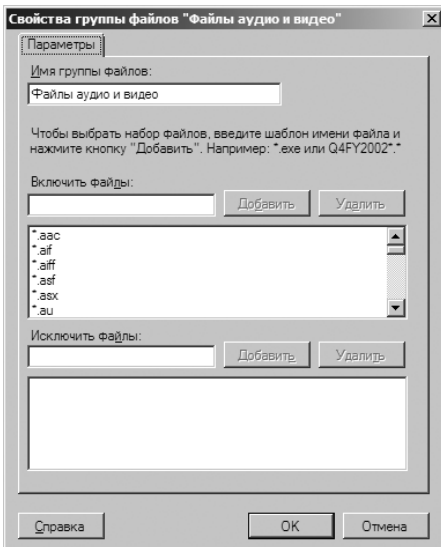 Свойства группы файлов "Файлы аудио и видео"
Параметры
Имя группы файлов:
Файлы аудио и видео
Чтобы выбрать набор файлов, введите шаблон имени файла и
нажмите кнопку "Добавить". Например: *.exe или Q4FY2002*.*
Включить файлы:
Добавить Удалить
*.aac
*.aif
*.aiff
*.asf
*.asx
*.au
Исключить файлы:
Добавить Удалить
Справка OK Отмена